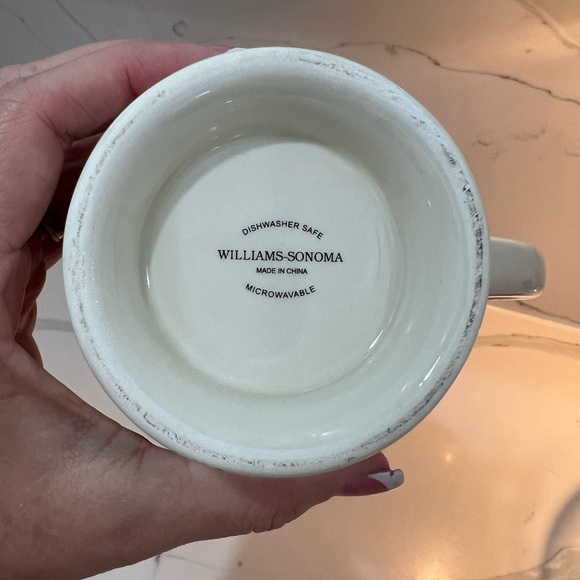 DISHWASHER SAFE
WILLIAMS-SONOMA
MADE IN CHINA
MICROWAVABLE